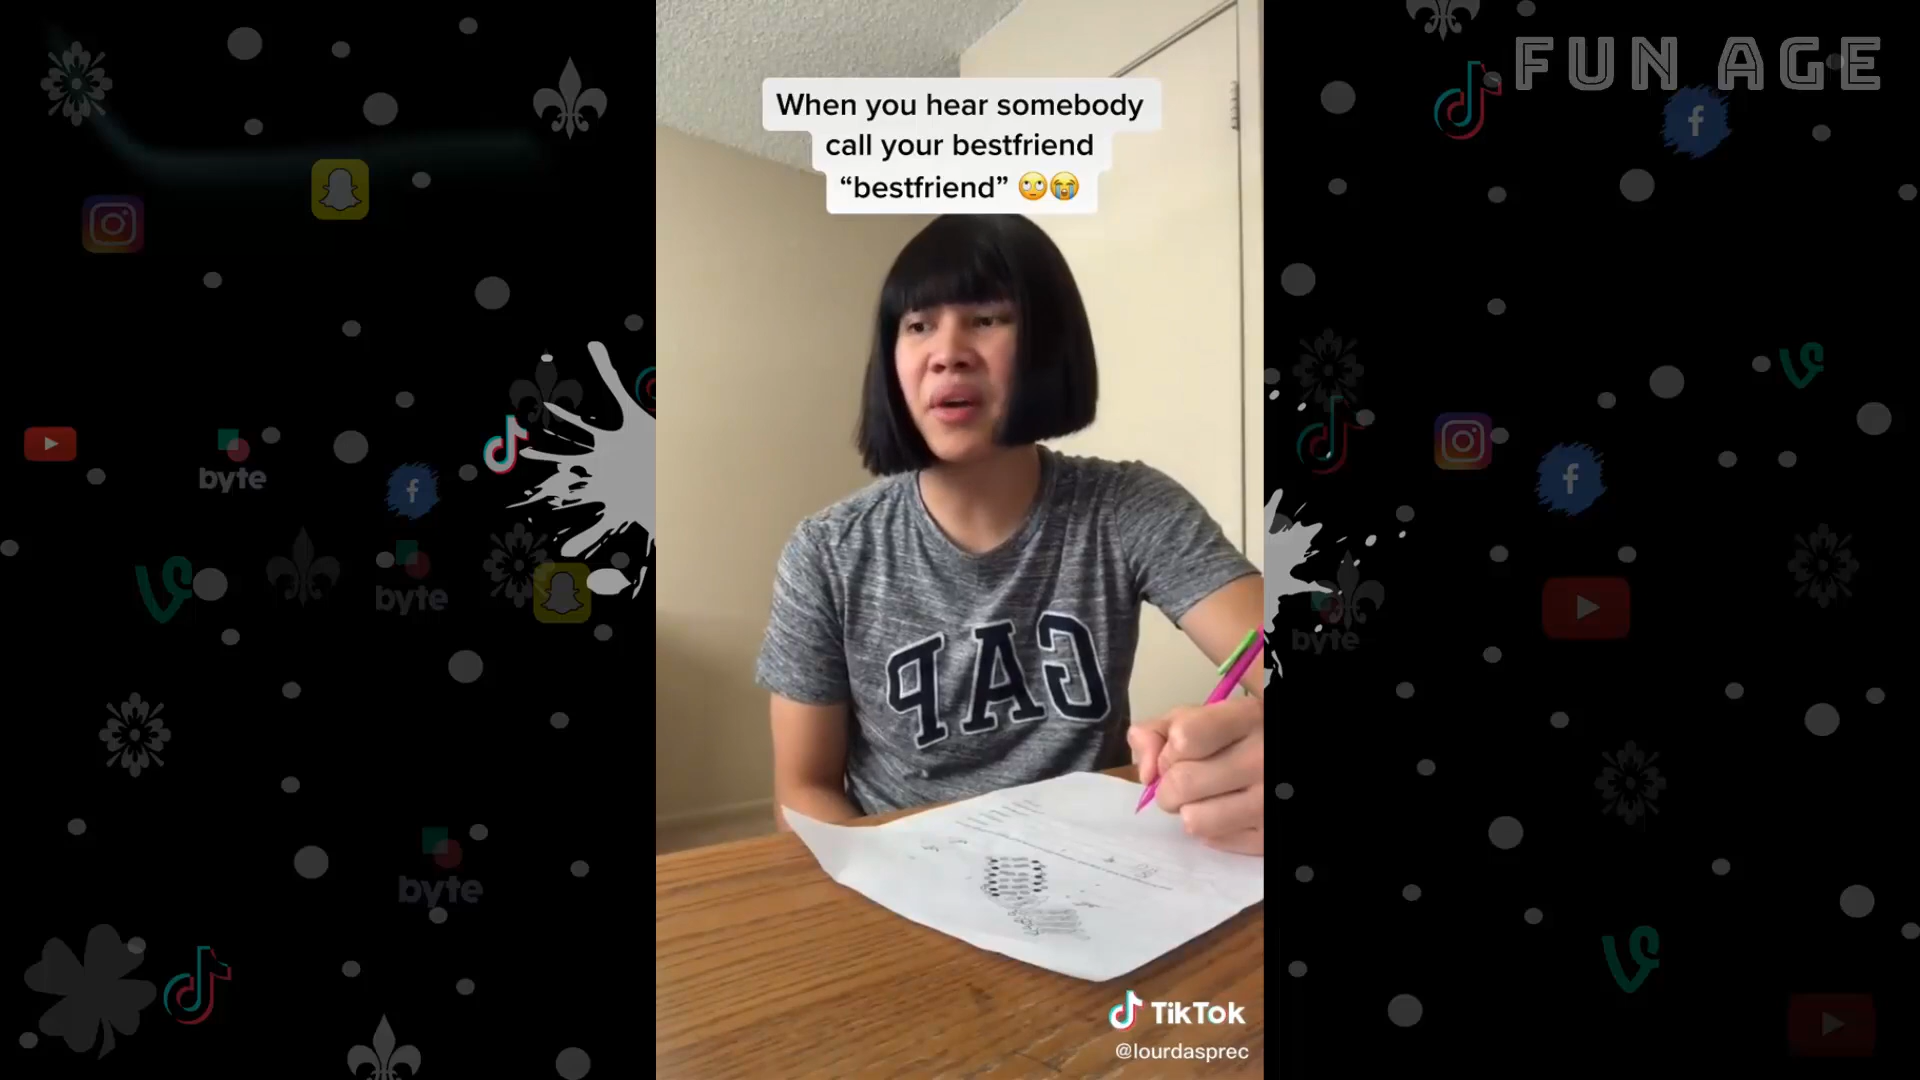 FUN AGE
When you hear somebody
call your bestfriend
“bestfriend” 🙄😭
byte
byte
byte
byte
GAP
TikTok
@lourdasprec